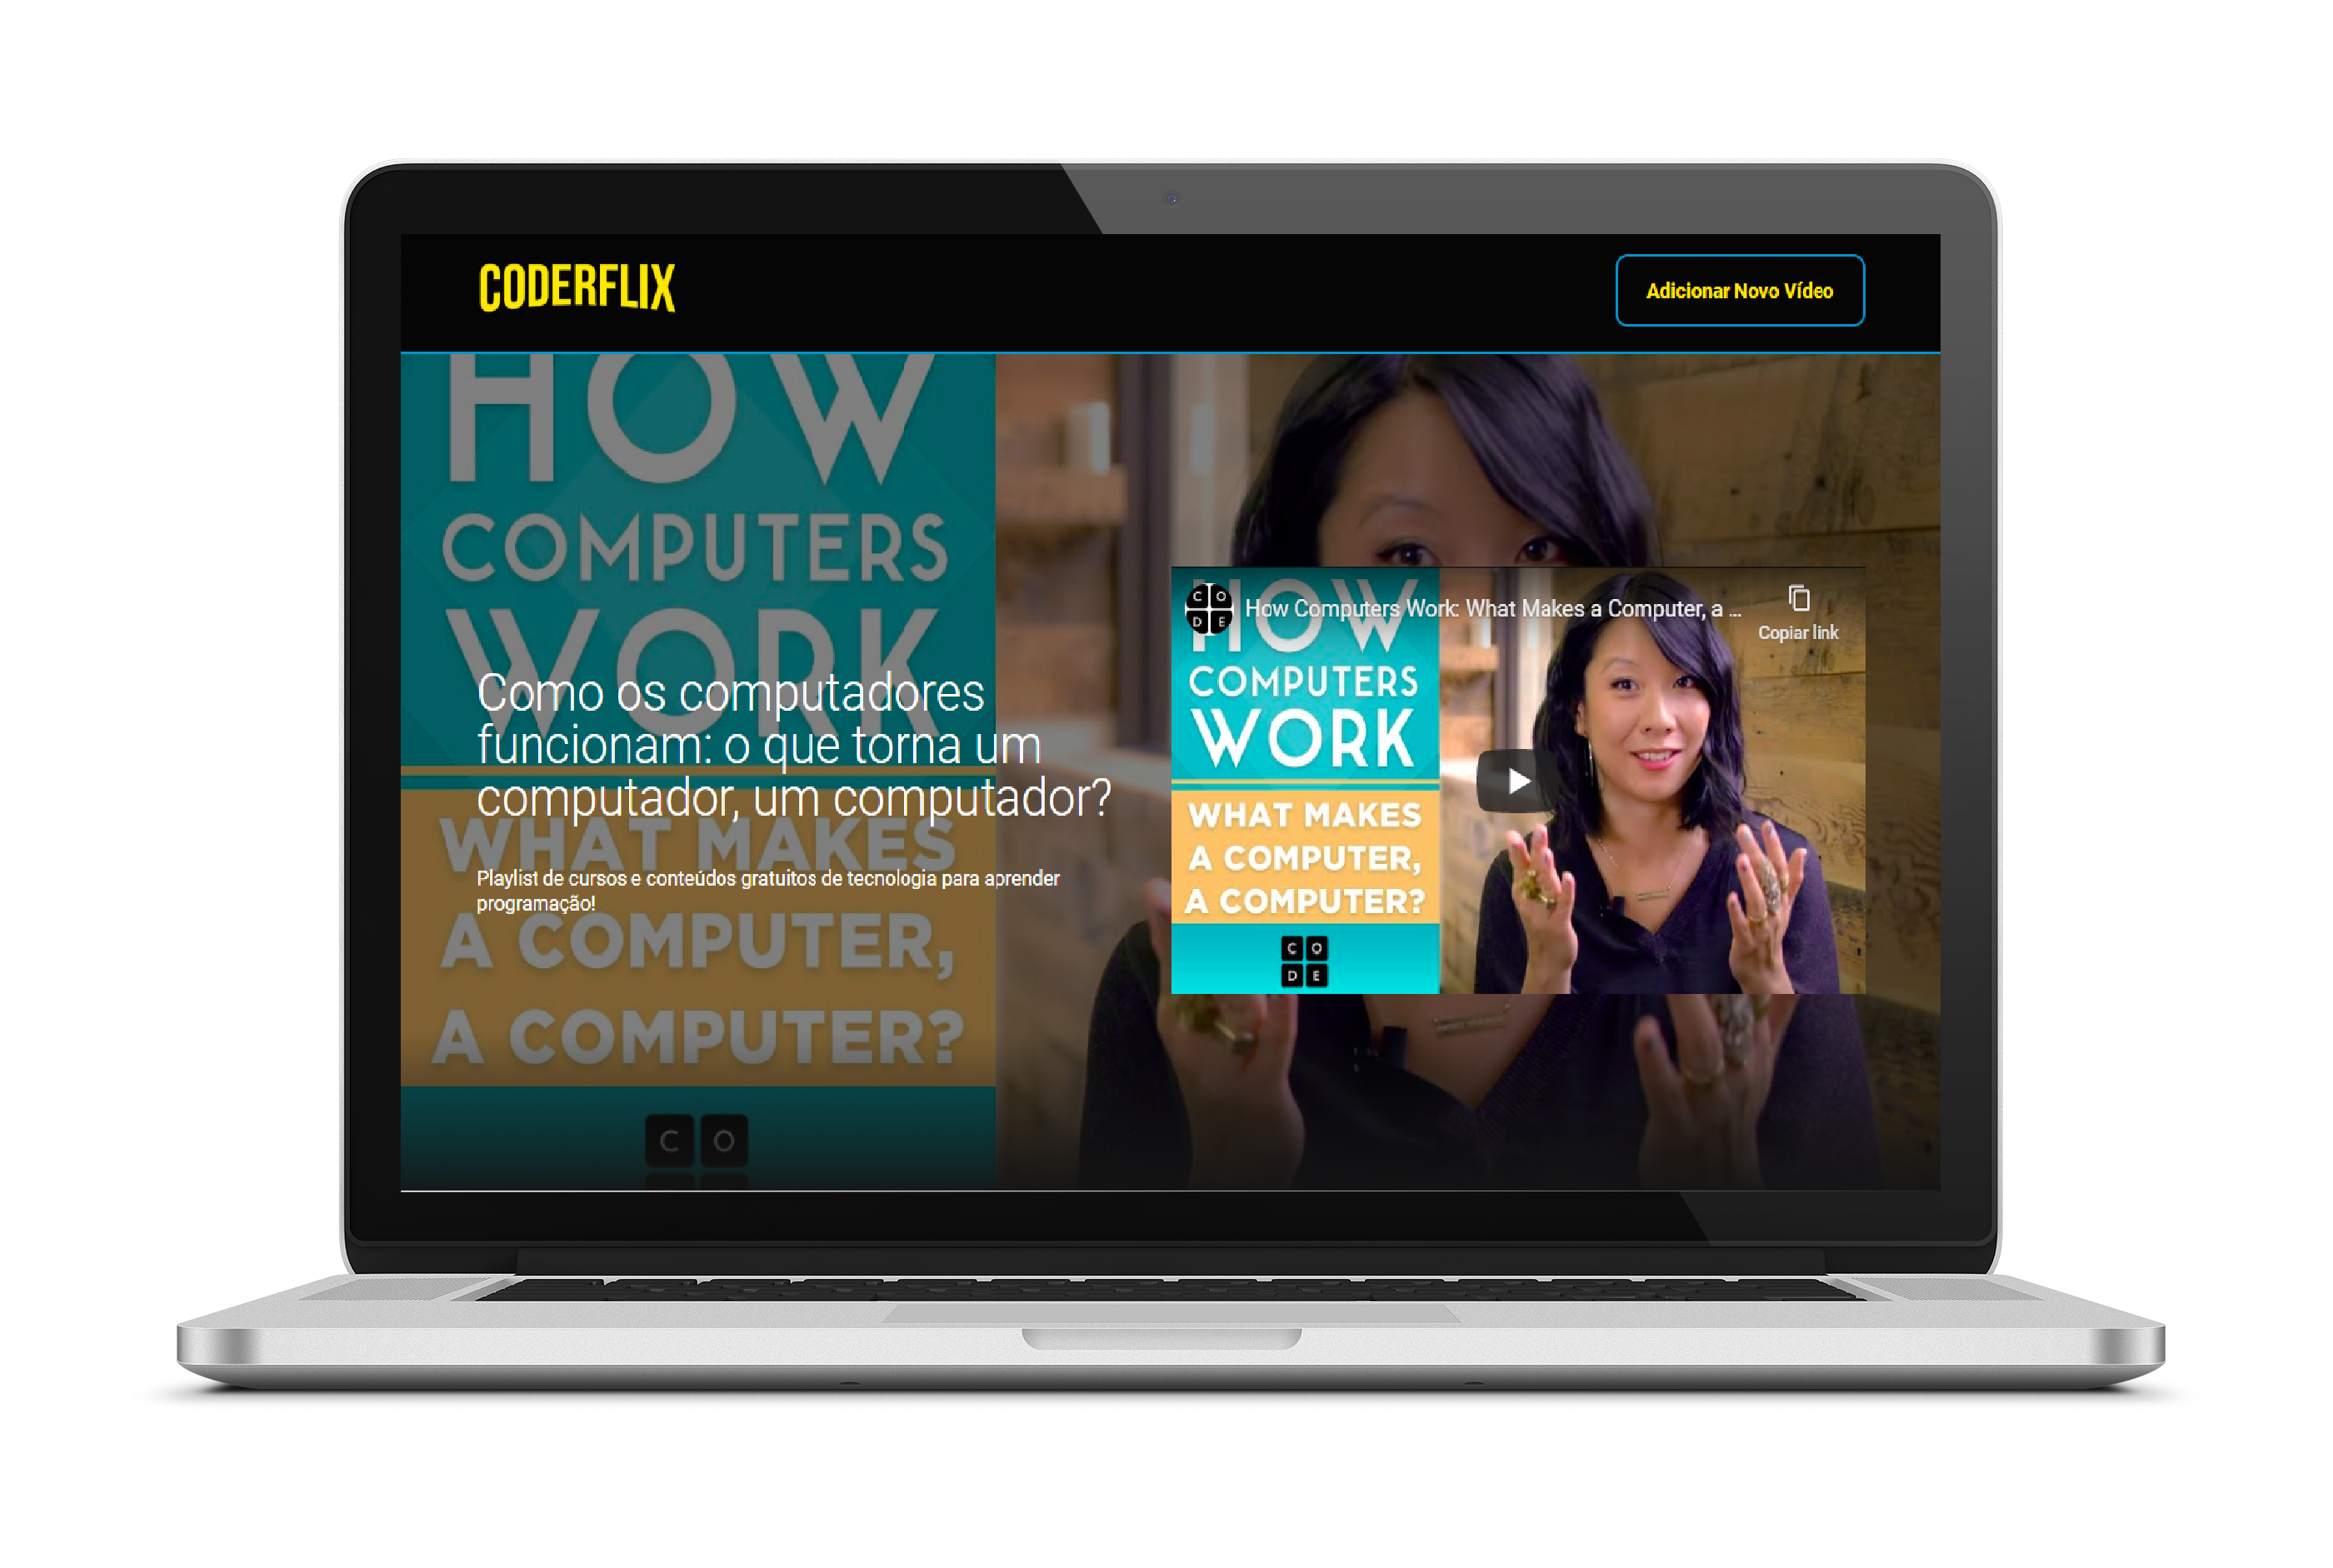 CODERFLIX
Adicionar Novo Vídeo
HOW
COMPUTERS
WORK
WHAT MAKES
A COMPUTER,
A COMPUTER?
C O
Como os computadores
funcionam: o que torna um
computador, um computador?
Playlist de cursos e conteúdos gratuitos de tecnologia para aprender
programação!
C O
D E
How Computers Work: What Makes a Computer, a ...
Copiar link
HOW
COMPUTERS
WORK
WHAT MAKES
A COMPUTER,
A COMPUTER?
C O
D E